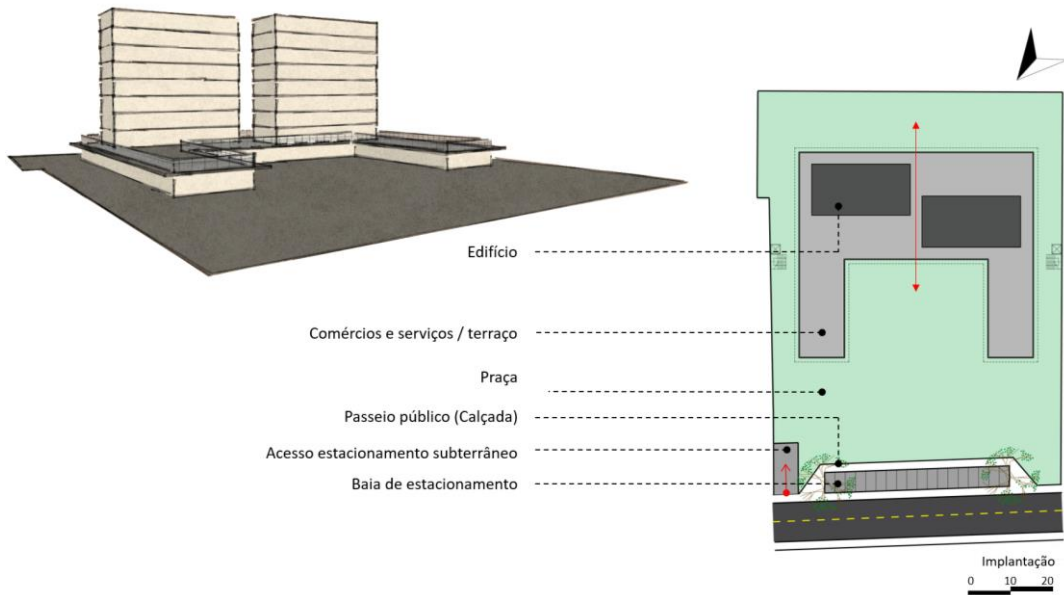 Edifício
Comércios e serviços / terraço
Praça
Passeio público (Calçada)
Acesso estacionamento subterrâneo
Baia de estacionamento
Implantação
0 10 20